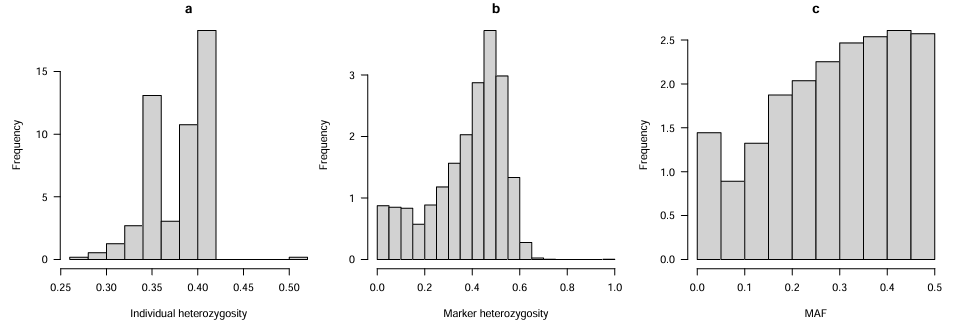 a
b
c
Frequency
15
10
5
0
0.25 0.30 0.35 0.40 0.45 0.50
Individual heterozygosity
Frequency
3
2
1
0
0.0 0.2 0.4 0.6 0.8 1.0
Marker heterozygosity
Frequency
2.5
2.0
1.5
1.0
0.5
0.0
0.0 0.1 0.2 0.3 0.4 0.5
MAF